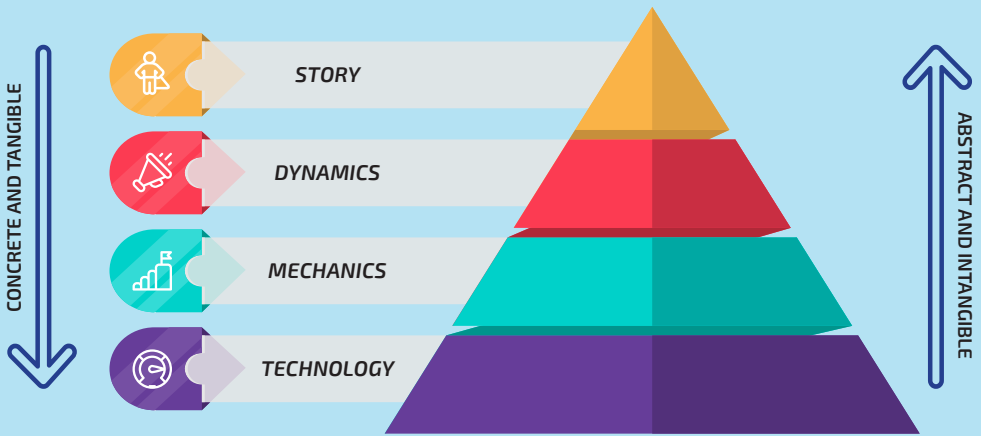 CONCRETE AND TANGIBLE
STORY
DYNAMICS
MECHANICS
TECHNOLOGY
ABSTRACT AND INTANGIBLE